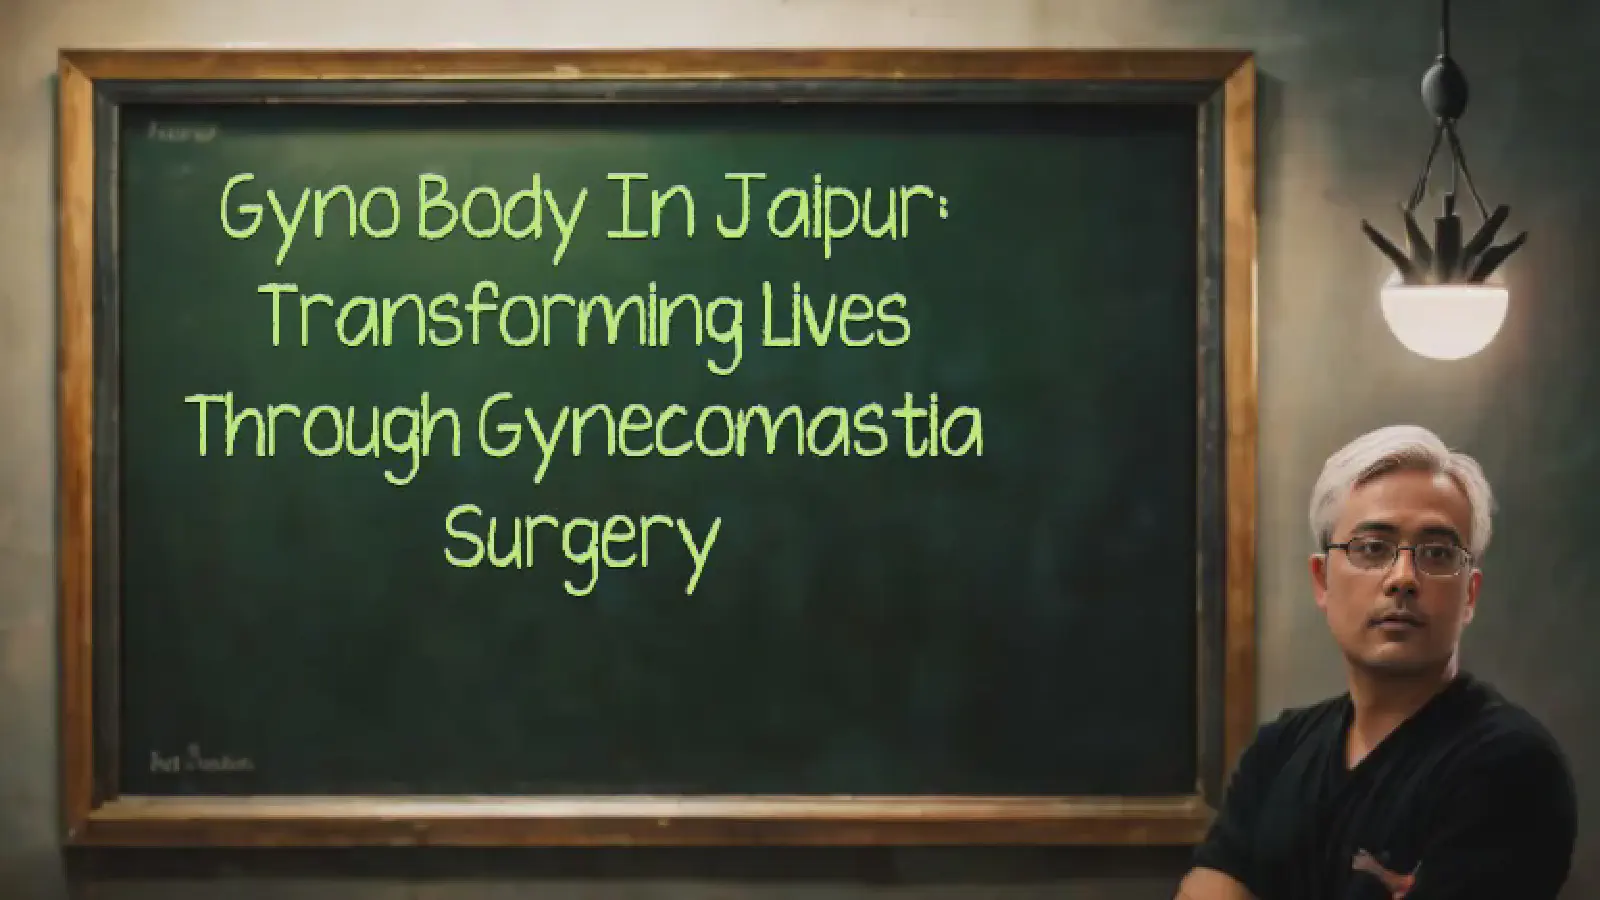 Gyno Body In Jaipur:
Transforming Lives
Through Gynecomastia
Surgery